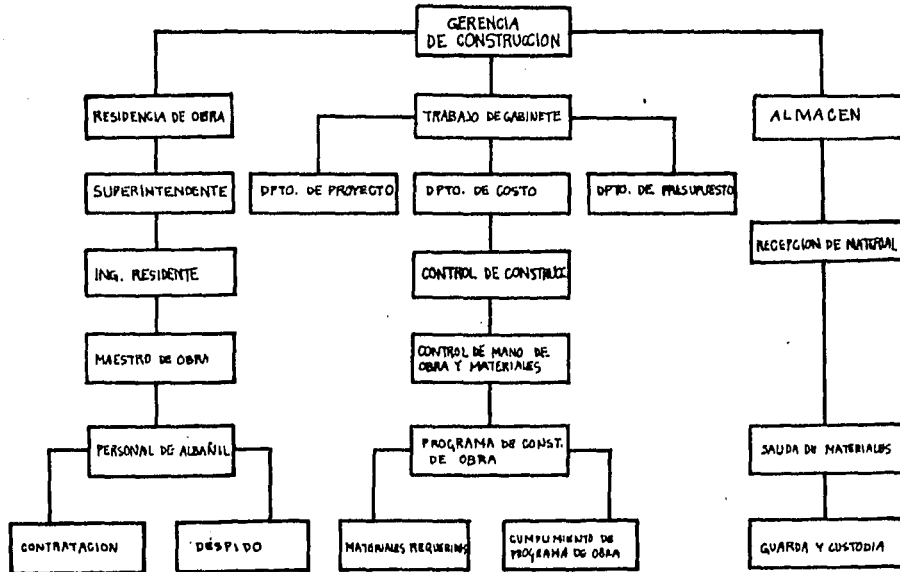 GERENCIA
DE CONSTRUCCION
RESIDENCIA DE OBRA
TRABAJO DE GABINETE
ALMACEN
SUPERINTENDENTE
DPTO. DE PROYECTO
DPTO. DE COSTO
DPTO. DE PRESUPUESTO
RECEPCION DE MATERIAL
ING. RESIDENTE
CONTROL DE CONSTRUCC
MAESTRO DE OBRA
CONTROL DE MANO DE
OBRA Y MATERIALES
PERSONAL DE ALBAÑIL
PROGRAMA DE CONST.
DE OBRA
SALIDA DE MATERIALES
CONTRATACION
DÉSPIDO
MATERIALES REQUERIDOS
CUMPLIMIENTO DE
PROGRAMA DE OBRA
GUARDA Y CUSTODIA